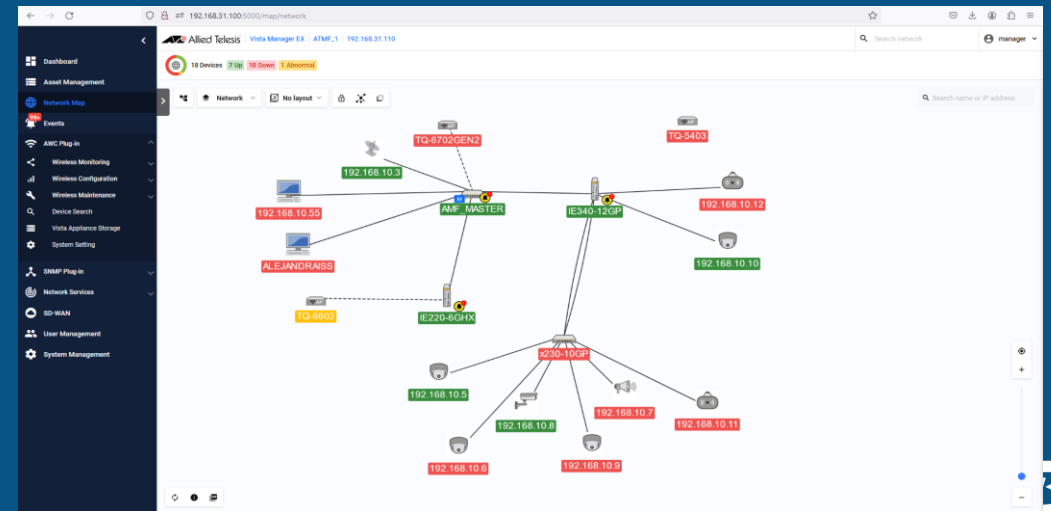 192.168.31.100:5000/map/network
Allied Telesis
Vista Manager EX
ATMF_1
192.168.31.110
Search network
manager
18 Devices
7 Up
10 Down
1 Abnormal
Dashboard
Asset Management
Network Map
99+
Events
AWC Plug-in
Wireless Monitoring
Wireless Configuration
Wireless Maintenance
Device Search
Vista Appliance Storage
System Setting
SNMP Plug-in
Network Services
SD-WAN
User Management
System Management
Network
No layout
Search name or IP address
TQ-6702GEN2
TQ-5403
192.168.10.3
192.168.10.55
M
AMF_MASTER
IE340-12GP
192.168.10.12
ALEJANDRAISS
192.168.10.10
TQ-6602
IE220-6GHX
x230-10GP
192.168.10.5
192.168.10.8
192.168.10.7
192.168.10.11
192.168.10.6
192.168.10.9